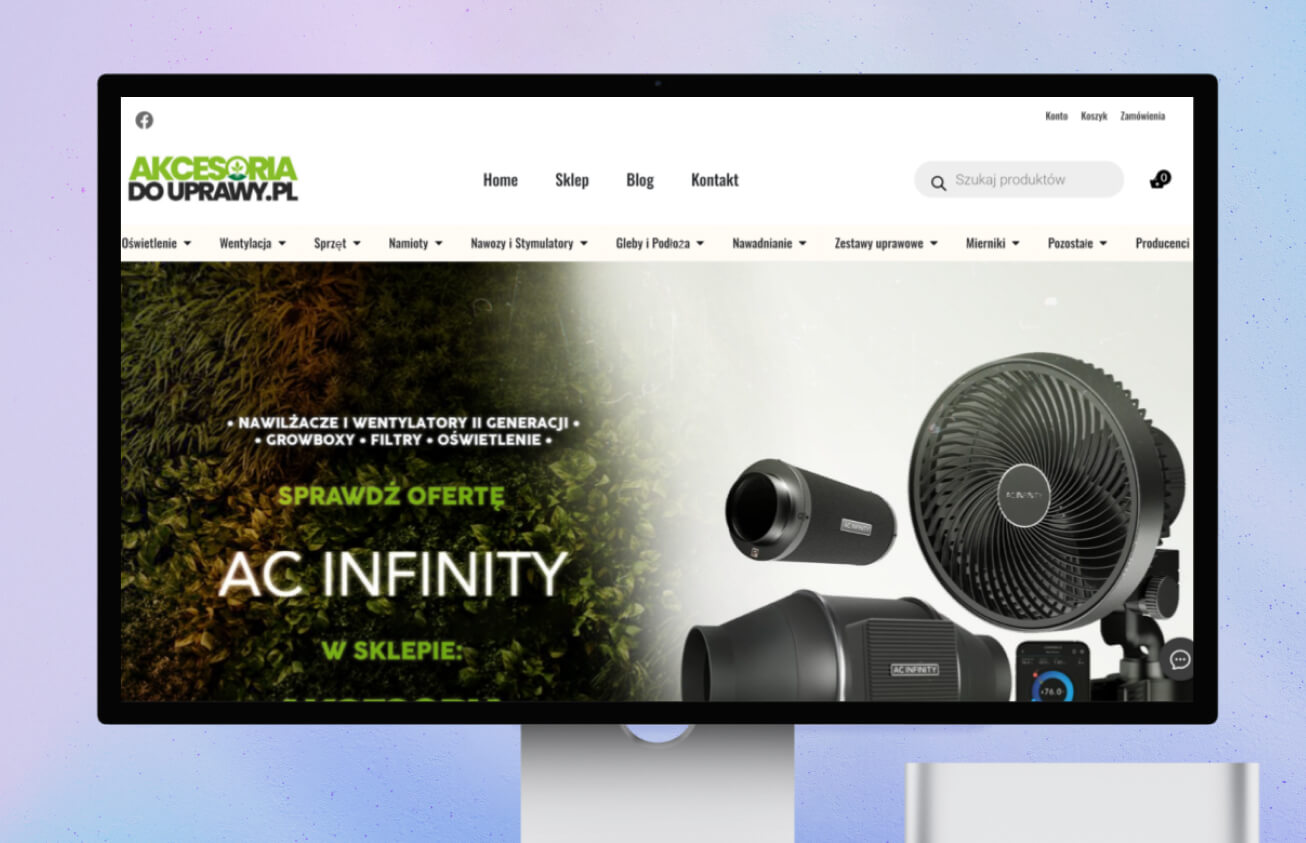 Konto Koszyk Zamówienia
AKCESORIA
DO UPRAWY.PL
Home Sklep Blog Kontakt
Szukaj produktów
0
Oświetlenie Wentylacja Sprzęt Namioty Nawozy i Stymulatory Gleby i Podłoża Nawadnianie Zestawy uprawowe Mierniki Pozostałe Producenci
• NAWILŻACZE I WENTYLATORY II GENERACJI •
• GROWBOXY • FILTRY • OŚWIETLENIE •
SPRAWDŹ OFERTĘ
AC INFINITY
W SKLEPIE:
AC INFINITY
AC INFINITY
AC INFINITY
76.0